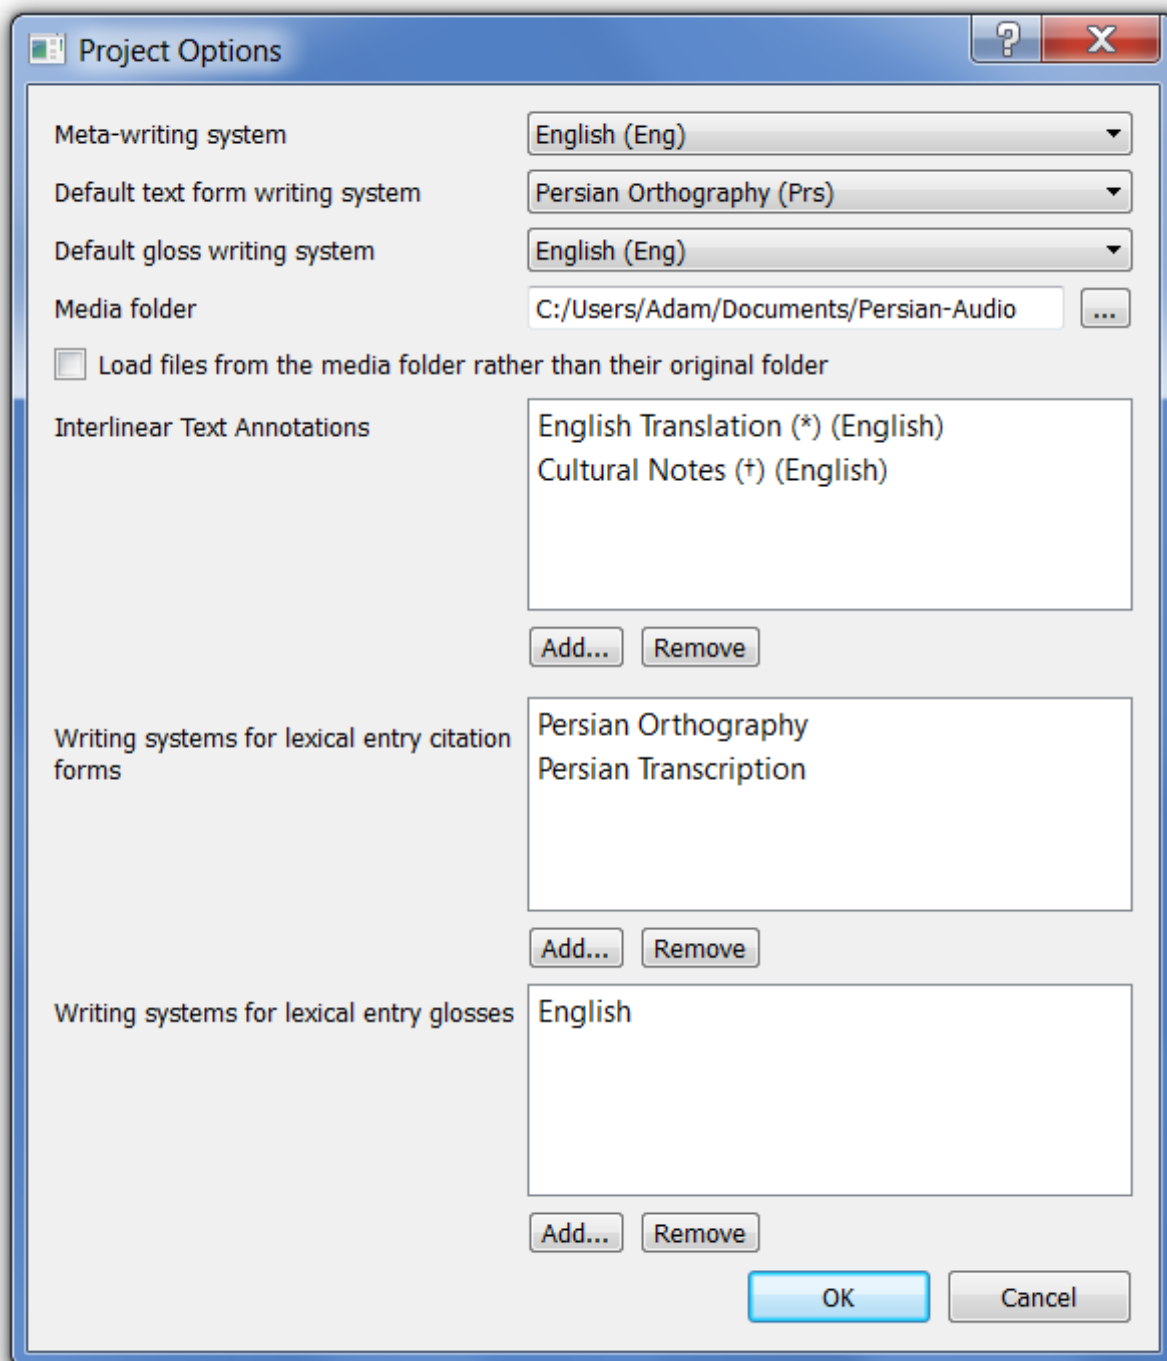 Project Options
Meta-writing system
English (Eng)
Default text form writing system
Persian Orthography (Prs)
Default gloss writing system
English (Eng)
Media folder
C:/Users/Adam/Documents/Persian-Audio
...
Load files from the media folder rather than their original folder
Interlinear Text Annotations
English Translation (*) (English)
Cultural Notes (†) (English)
Add...
Remove
Writing systems for lexical entry citation
forms
Persian Orthography
Persian Transcription
Add...
Remove
Writing systems for lexical entry glosses
English
Add...
Remove
OK
Cancel